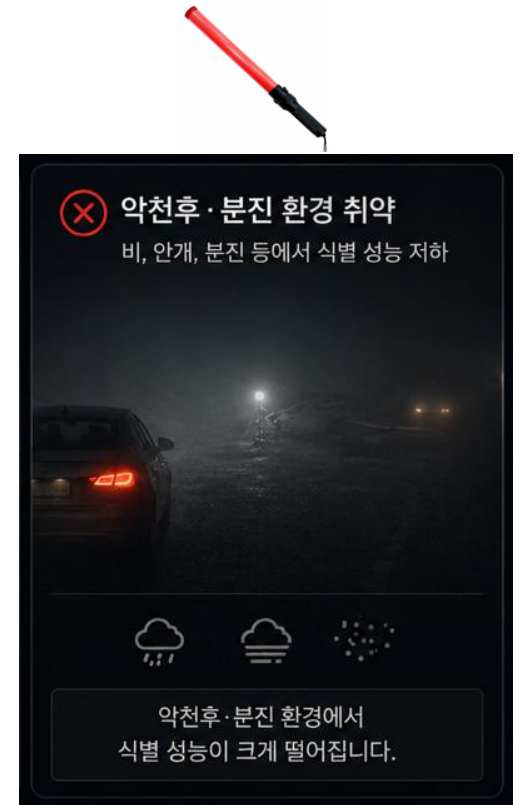 악천후·분진 환경 취약
비, 안개, 분진 등에서 식별 성능 저하
악천후·분진 환경에서
식별 성능이 크게 떨어집니다.